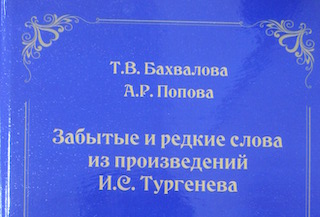 Т.В. Бахвалова
А.Р. Попова
Забытые и редкие слова
из произведений
И.С. Тургенева